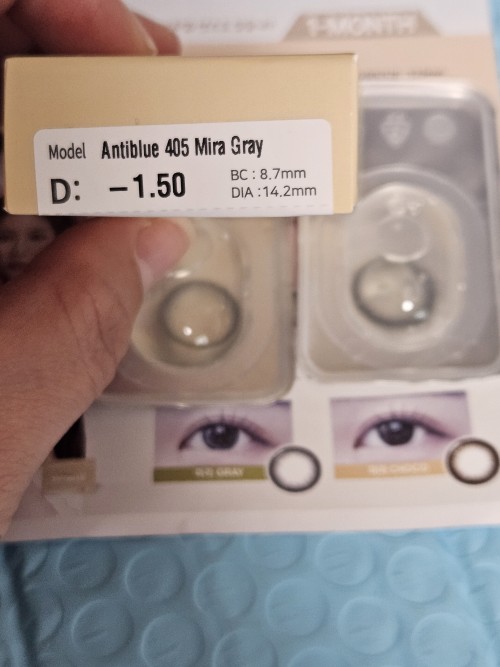 1-MONTH
Model Antiblue 405 Mira Gray
D: −1.50
BC : 8.7mm
DIA : 14.2mm
GRAY
CHOCO